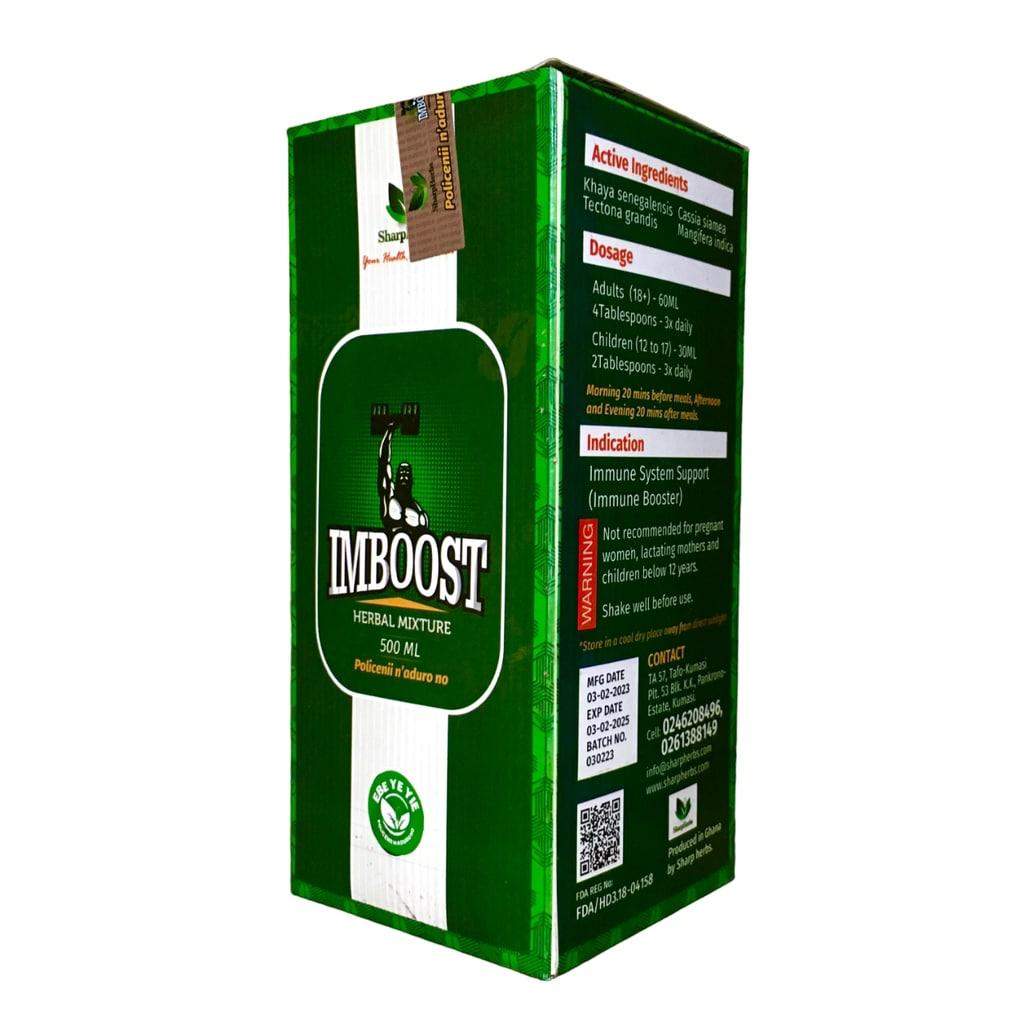 IMBO
SharpHerbs
Policenii n'adur
Sharp
Your Health,
IMBOOST
HERBAL MIXTURE
500 ML
Policenii n'aduro no
EBE YE YIE
Active Ingredients
Khaya senegalensis Cassia siamea
Tectona grandis Mangifera indica
Dosage
Adults (18+) - 60ML
4Tablespoons - 3x daily
Children (12 to 17) - 30ML
2Tablespoons - 3x daily
Morning 20 mins before meals, Afternoon
and Evening 20 mins after meals.
Indication
Immune System Support
(Immune Booster)
WARNING
Not recommended for pregnant
women, lactating mothers and
children below 12 years.
Shake well before use.
*Store in a cool dry place away from direct sunlight
MFG DATE
03-02-2023
EXP DATE
03-02-2025
BATCH NO.
030223
CONTACT
TA 57, Tafo-Kumasi
Plt. 53 Blk. K.K., Pankrono-
Estate, Kumasi.
Cell: 0246208496,
0261388149
info@sharpherbs.com
www.sharpherbs.com
SharpHerbs
Produced in Ghana
by Sharp herbs.
FDA REG No:
FDA/HD3.18-04158